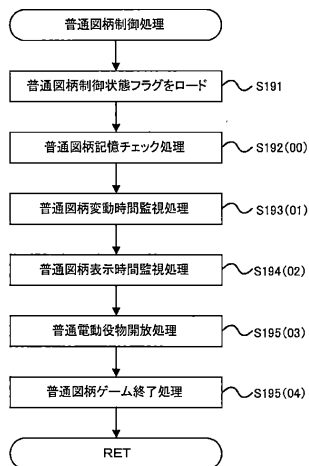 普通図柄制御処理
普通図柄制御状態フラグをロード
S191
普通図柄記憶チェック処理
S192(00)
普通図柄変動時間監視処理
S193(01)
普通図柄表示時間監視処理
S194(02)
普通電動役物開放処理
S195(03)
普通図柄ゲーム終了処理
S195(04)
RET